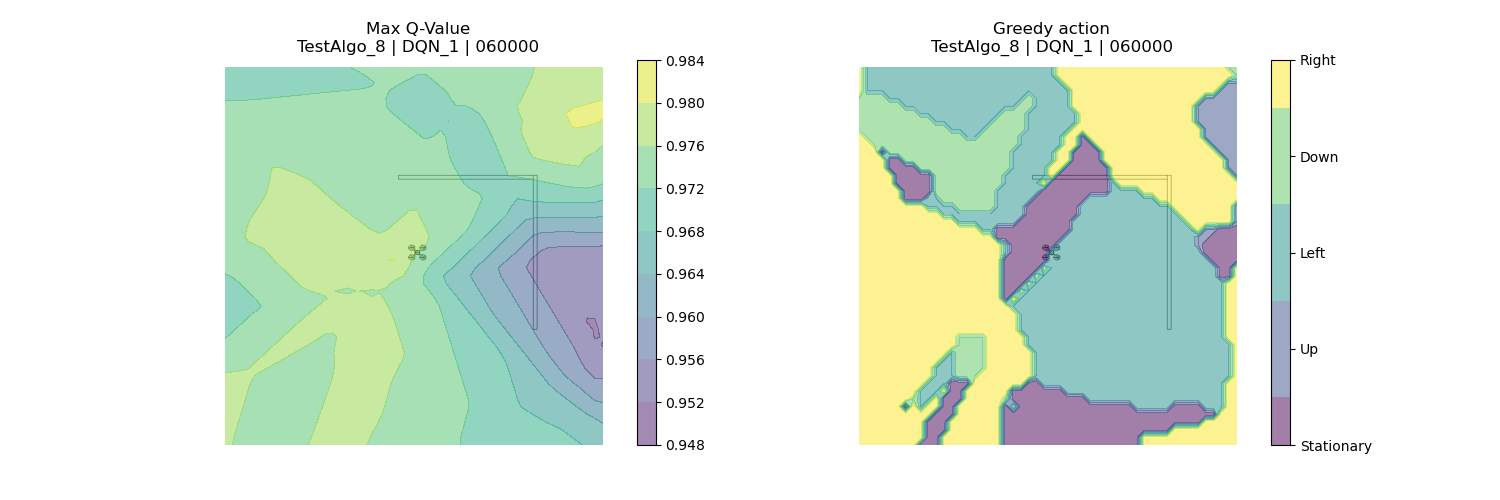 Max Q-Value
TestAlgo_8 | DQN_1 | 060000
0.984
0.980
0.976
0.972
0.968
0.964
0.960
0.956
0.952
0.948
Greedy action
TestAlgo_8 | DQN_1 | 060000
Right
Down
Left
Up
Stationary